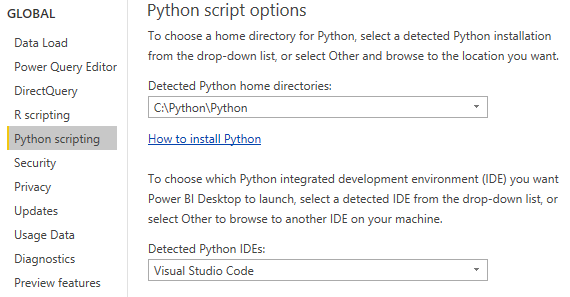 GLOBAL
Data Load
Power Query Editor
DirectQuery
R scripting
Python scripting
Security
Privacy
Updates
Usage Data
Diagnostics
Preview features
Python script options
To choose a home directory for Python, select a detected Python installation
from the drop-down list, or select Other and browse to the location you want.
Detected Python home directories:
C:\Python\Python
How to install Python
To choose which Python integrated development environment (IDE) you want
Power BI Desktop to launch, select a detected IDE from the drop-down list, or
select Other to browse to another IDE on your machine.
Detected Python IDEs:
Visual Studio Code